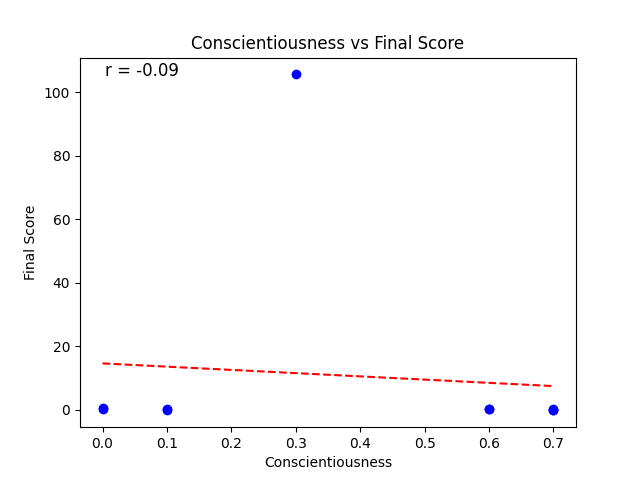 Conscientiousness vs Final Score
r = -0.09
100
80
60
40
20
0
Final Score
0.0 0.1 0.2 0.3 0.4 0.5 0.6 0.7
Conscientiousness